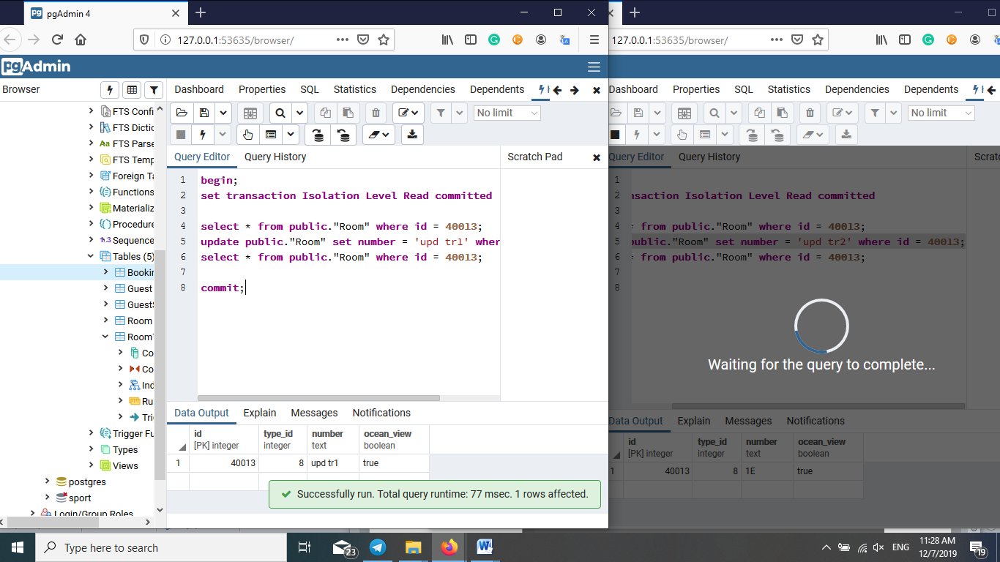 pgAdmin 4
127.0.0.1:53635/browser/
127.0.0.1:53635/browser/
pgAdmin
Browser
Dashboard Properties SQL Statistics Dependencies Dependents
Dashboard Properties SQL Statistics Dependencies Dependents
No limit
No limit
FTS Confi
FTS Dictio
FTS Parse
FTS Temp
Foreign Ta
Functions
Materializ
Procedure
1..3 Sequence
Tables (5)
Bookin
Guest
GuestS
Room
RoomT
Co
Co
Ind
Ru
Tri
Trigger Fu
Types
Views
postgres
sport
Login/Group Roles
Query Editor Query History
Scratch Pad
1 begin;
2 set transaction Isolation Level Read committed
3
4 select * from public."Room" where id = 40013;
5 update public."Room" set number = 'upd tr1' wher
6 select * from public."Room" where id = 40013;
7
8 commit;
Data Output Explain Messages Notifications
id type_id number ocean_view
[PK] integer integer text boolean
1 40013 8 upd tr1 true
Successfully run. Total query runtime: 77 msec. 1 rows affected.
Query Editor Query History
Scratc
1
2 nsaction Isolation Level Read committed
3
4 * from public."Room" where id = 40013;
5 public."Room" set number = 'upd tr2' where id = 40013;
6 * from public."Room" where id = 40013;
7
8
Waiting for the query to complete...
Data Output Explain Messages Notifications
id type_id number ocean_view
[PK] integer integer text boolean
1 40013 8 1E true
Type here to search
23
ENG
11:28 AM
12/7/2019
19